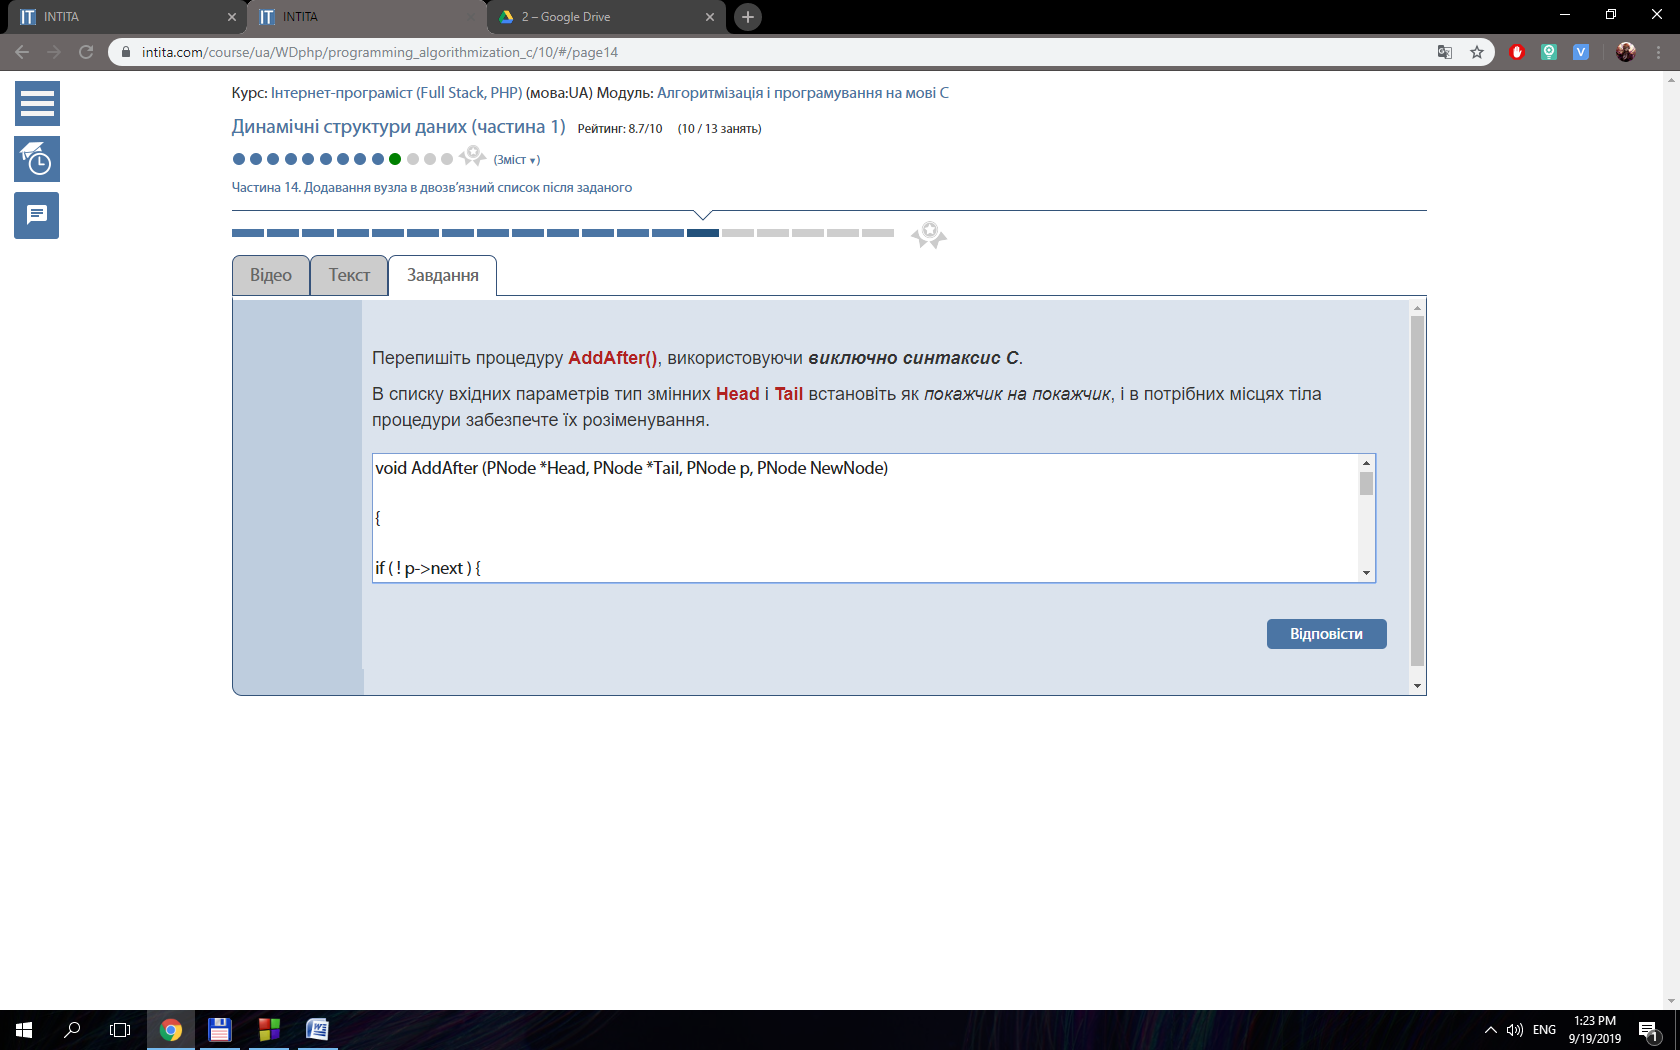 INTITA
INTITA
2 – Google Drive
intita.com/course/ua/WDphp/programming_algorithmization_c/10/#/page14
Курс: Інтернет-програміст (Full Stack, PHP) (мова:UA) Модуль: Алгоритмізація і програмування на мові С
Динамічні структури даних (частина 1) Рейтинг: 8.7/10 (10 / 13 занять)
(Зміст ▾)
Частина 14. Додавання вузла в двозв'язний список після заданого
Відео Текст Завдання
Перепишіть процедуру AddAfter(), використовуючи виключно синтаксис С.
В списку вхідних параметрів тип змінних Head і Tail встановіть як покажчик на покажчик, і в потрібних місцях тіла
процедури забезпечте їх розіменування.
void AddAfter (PNode *Head, PNode *Tail, PNode p, PNode NewNode)
{
if ( ! p->next ) {
Відповісти
ENG
1:23 PM
9/19/2019
1